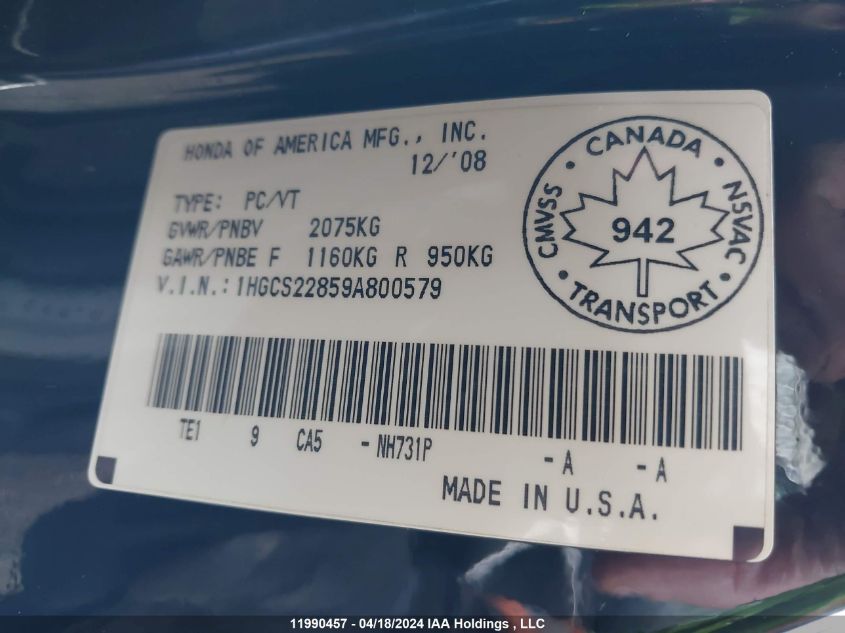 HONDA OF AMERICA MFG., INC.
12/'08
TYPE: PC/VT
GVWR/PNBV 2075KG
GAWR/PNBE F 1160KG R 950KG
V.I.N.: 1HGCS22859A800579
CANADA
CMVSS
NSVAC
942
TRANSPORT
TE1 9 CA5 -NH731P -A -A
MADE IN U.S.A.
11990457 - 04/18/2024 IAA Holdings , LLC